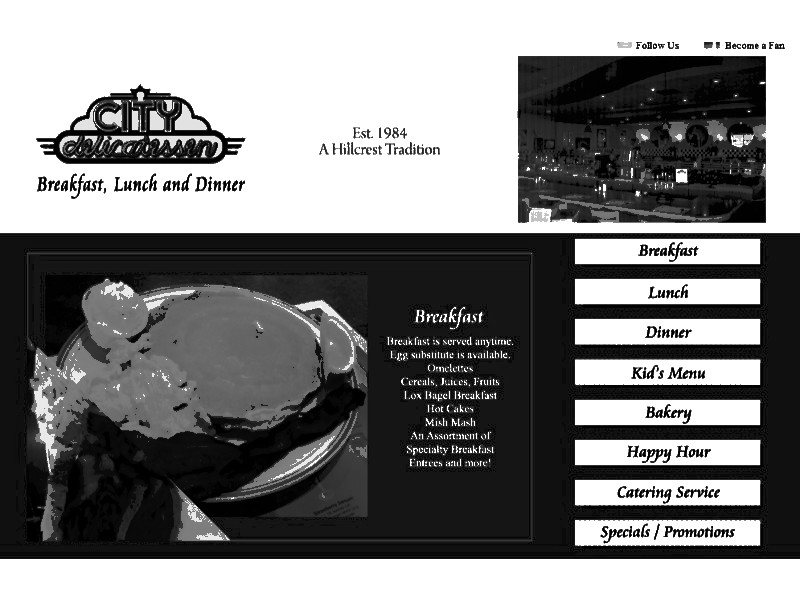 Follow Us
Become a Fan
CITY
delicatessen
Breakfast, Lunch and Dinner
Est. 1984
A Hillcrest Tradition
Breakfast
Breakfast is served anytime.
Egg substitute is available.
Omelettes
Cereals, Juices, Fruits
Lox Bagel Breakfast
Hot Cakes
Mish Mash
An Assortment of
Specialty Breakfast
Entrees and more!
Breakfast
Lunch
Dinner
Kid's Menu
Bakery
Happy Hour
Catering Service
Specials / Promotions